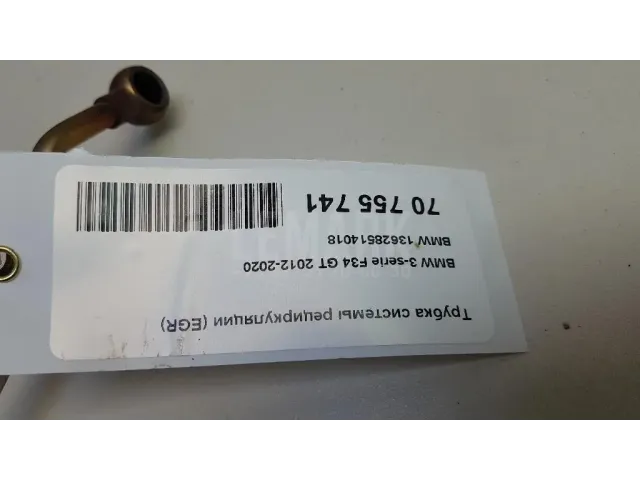 Трубка системы рециркуляции (EGR)
BMW 3-serie F34 GT 2012-2020
BMW 13628514018
70 755 741